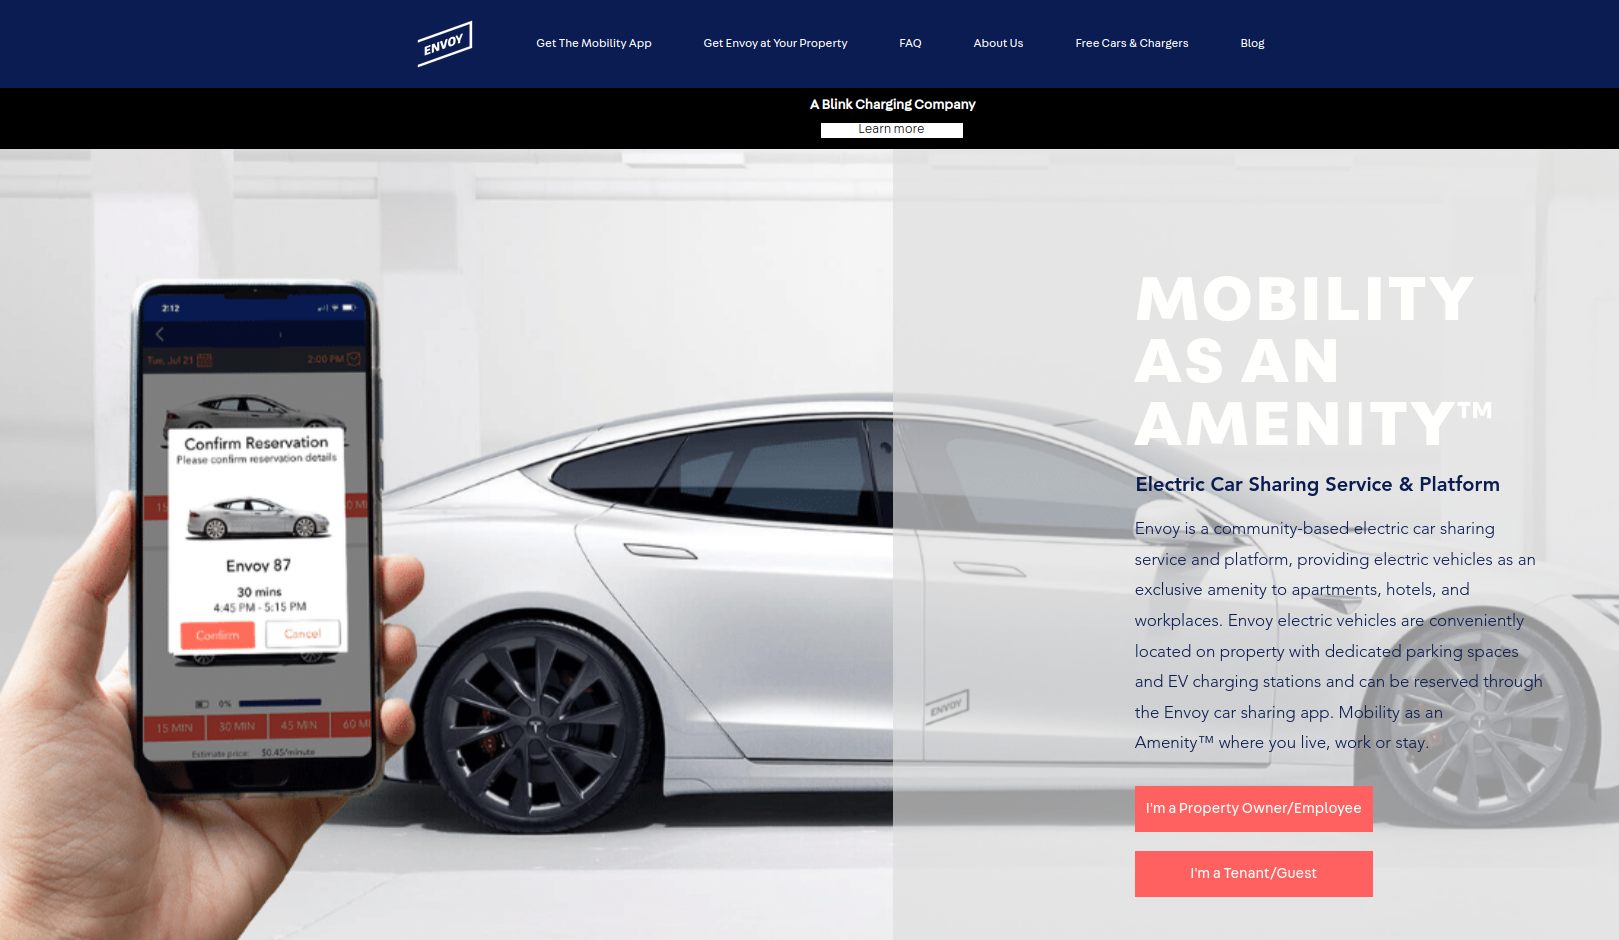 ENVOY
Get The Mobility App
Get Envoy at Your Property
FAQ
About Us
Free Cars & Chargers
Blog
A Blink Charging Company
Learn more
2:12
Tue, Jul 21
2:00 PM
Confirm Reservation
Please confirm reservation details
15
0 MI
Envoy 87
30 mins
4:45 PM - 5:15 PM
Confirm
Cancel
0%
15 MIN
30 MIN
45 MIN
60 MI
Estimate price: $0.45/minute
ENVOY
MOBILITY
AS AN
AMENITY™
Electric Car Sharing Service & Platform
Envoy is a community-based electric car sharing
service and platform, providing electric vehicles as an
exclusive amenity to apartments, hotels, and
workplaces. Envoy electric vehicles are conveniently
located on property with dedicated parking spaces
and EV charging stations and can be reserved through
the Envoy car sharing app. Mobility as an
Amenity™ where you live, work or stay.
I'm a Property Owner/Employee
I'm a Tenant/Guest